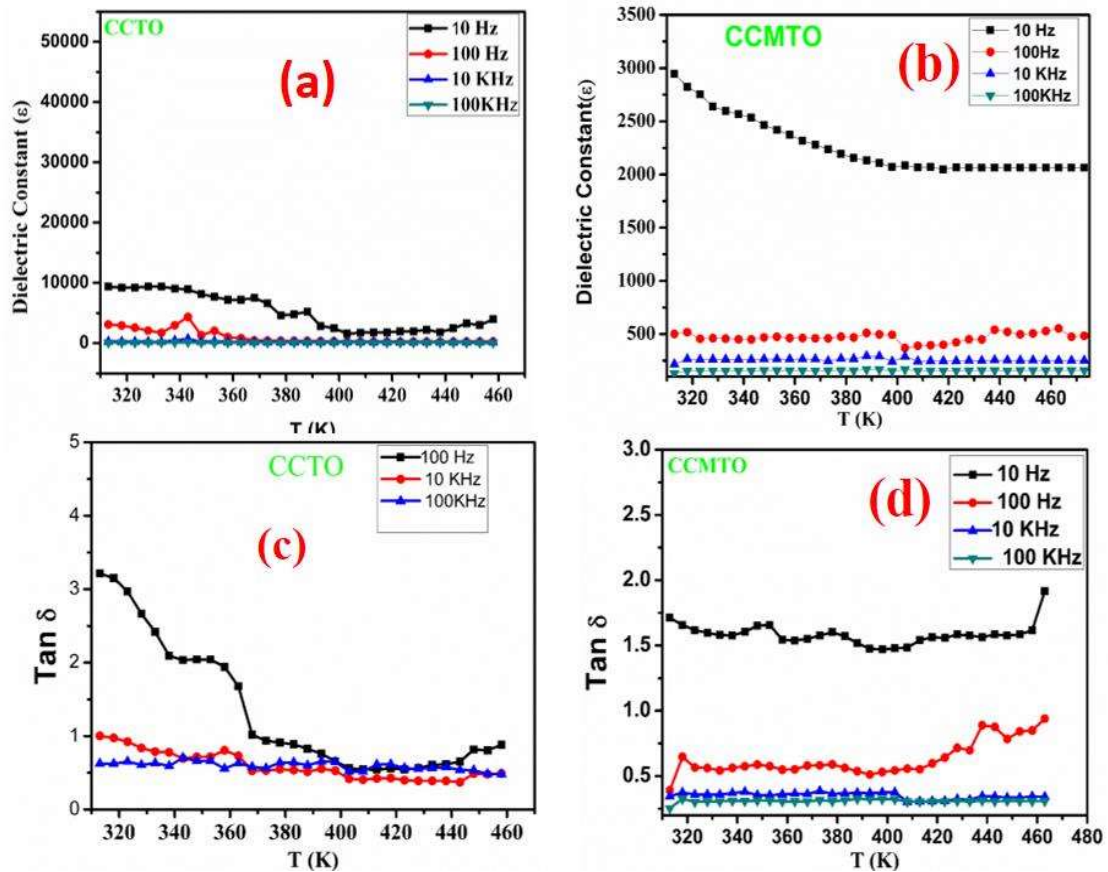 CCTO
(a)
10 Hz
100 Hz
10 KHz
100KHz
Dielectric Constant (ε)
50000
40000
30000
20000
10000
0
320 340 360 380 400 420 440 460
T (K)
CCMTO
(b)
10 Hz
100Hz
10 KHz
100KHz
Dielectric Constant(ε)
3500
3000
2500
2000
1500
1000
500
320 340 360 380 400 420 440 460
T (K)
CCTO
(c)
100 Hz
10 KHz
100KHz
Tan δ
5
4
3
2
1
0
320 340 360 380 400 420 440 460
T (K)
CCMTO
(d)
10 Hz
100 Hz
10 KHz
100 KHz
Tan δ
3.0
2.5
2.0
1.5
1.0
0.5
320 340 360 380 400 420 440 460 480
T (K)